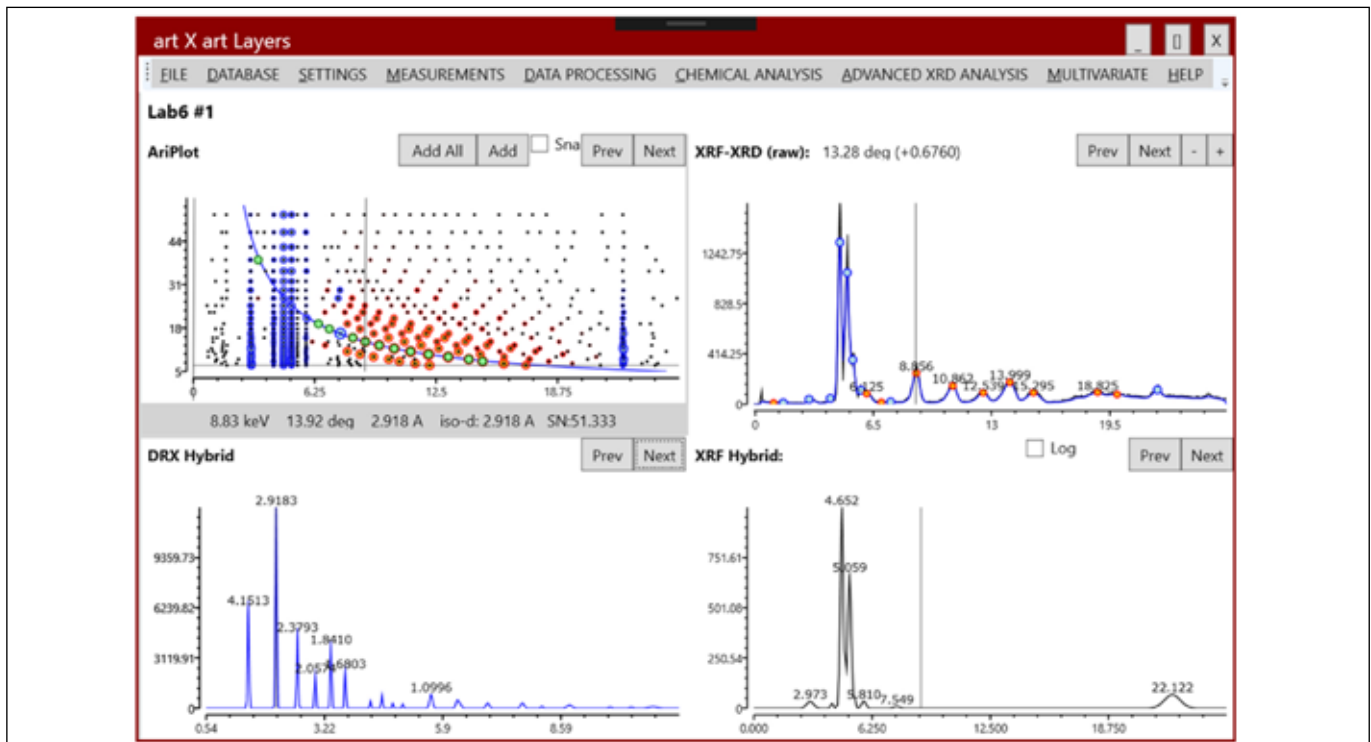 art X art Layers
_ [] X
FILE DATABASE SETTINGS MEASUREMENTS DATA PROCESSING CHEMICAL ANALYSIS ADVANCED XRD ANALYSIS MULTIVARIATE HELP
Lab6 #1
AriPlot Add All Add Sna Prev Next
44
31
18
5
0 6.25 12.5 18.75
8.83 keV 13.92 deg 2.918 A iso-d: 2.918 A SN:51.333
XRF-XRD (raw): 13.28 deg (+0.6760) Prev Next - +
1242.75
828.5
414.25
0
6.125 8.856 10.862 12.539 13.999 15.295 18.825
0 6.5 13 19.5
DRX Hybrid Prev Next
2.9183
9359.73
4.1513
6239.82
2.3793
1.8410
2.0574
1.6803
3119.91
1.0996
0
0.54 3.22 5.9 8.59
XRF Hybrid: Log Prev Next
4.652
751.61
5.059
501.08
250.54
2.973 5.810 7.549 22.122
0
0.000 6.250 12.500 18.750